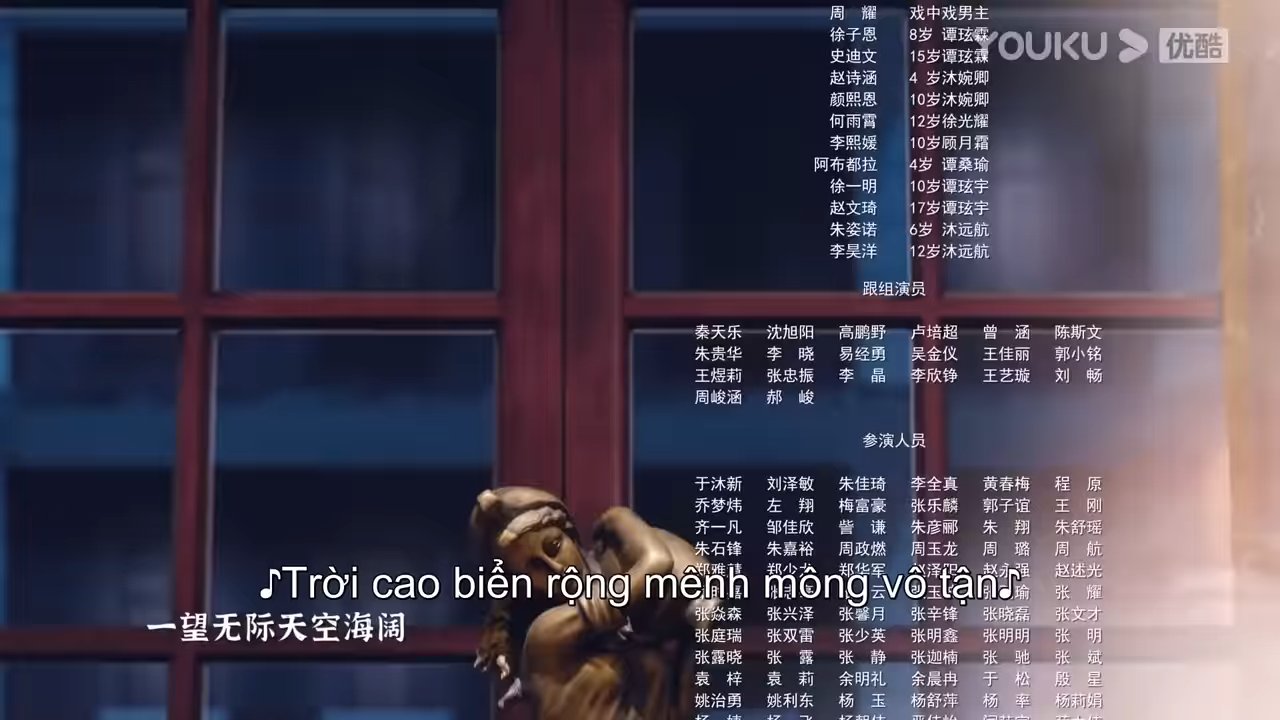 周 耀 戏中戏男主
徐子恩 8岁 谭玹霖
史迪文 15岁谭玹霖
赵诗涵 4 岁沐婉卿
颜熙恩 10岁沐婉卿
何雨霄 12岁徐光耀
李熙媛 10岁顾月霜
阿布都拉 4岁 谭桑瑜
徐一明 10岁谭玹宇
赵文琦 17岁谭玹宇
朱姿诺 6岁 沐远航
李昊洋 12岁沐远航
YOUKU 优酷
跟组演员
秦天乐 沈旭阳 高鹏野 卢培超 曾 涵 陈斯文
朱贵华 李 晓 易经勇 吴金仪 王佳丽 郭小铭
王煜莉 张忠振 李 晶 李欣铮 王艺璇 刘 畅
周峻涵 郝 峻
参演人员
于沐新 刘泽敏 朱佳琦 李全真 黄春梅 程 原
乔梦炜 左 翔 梅富豪 张乐麟 郭子谊 王 刚
齐一凡 邹佳欣 訾 谦 朱彦郦 朱 翔 朱舒瑶
朱石锋 朱嘉裕 周政燃 周玉龙 周 璐 周 航
郑华军 赵永强 赵述光
♪Trời cao biển rộng mênh mông vô tận♪
张 耀
一望无际天空海阔
张焱森 张兴泽 张馨月 张辛锋 张晓磊 张文才
张庭瑞 张双雷 张少英 张明鑫 张明明 张 明
张露晓 张 露 张 静 张迦楠 张 驰 张 斌
袁 梓 袁 莉 余明礼 余晨冉 于 松 殷 星
姚治勇 姚利东 杨 玉 杨舒萍 杨 率 杨莉娟